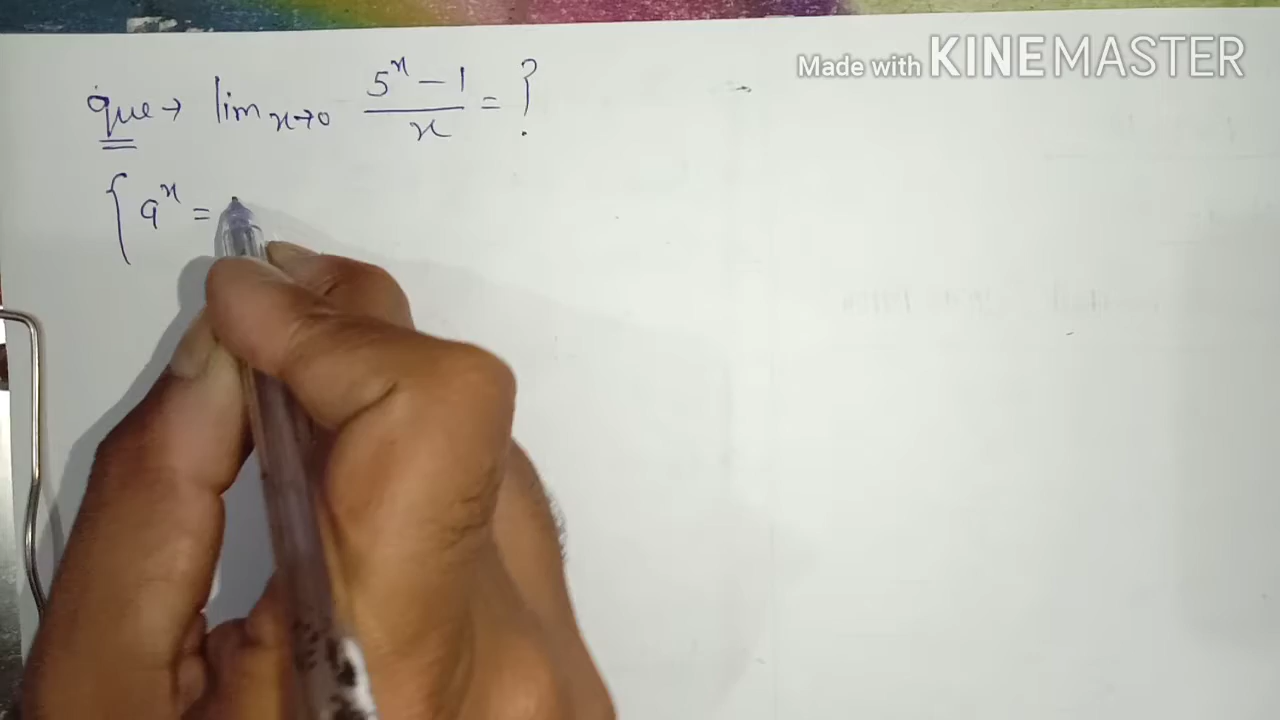 Made with KINEMASTER
que → lim x→0 5^x - 1 / x = ?
{ a^x =